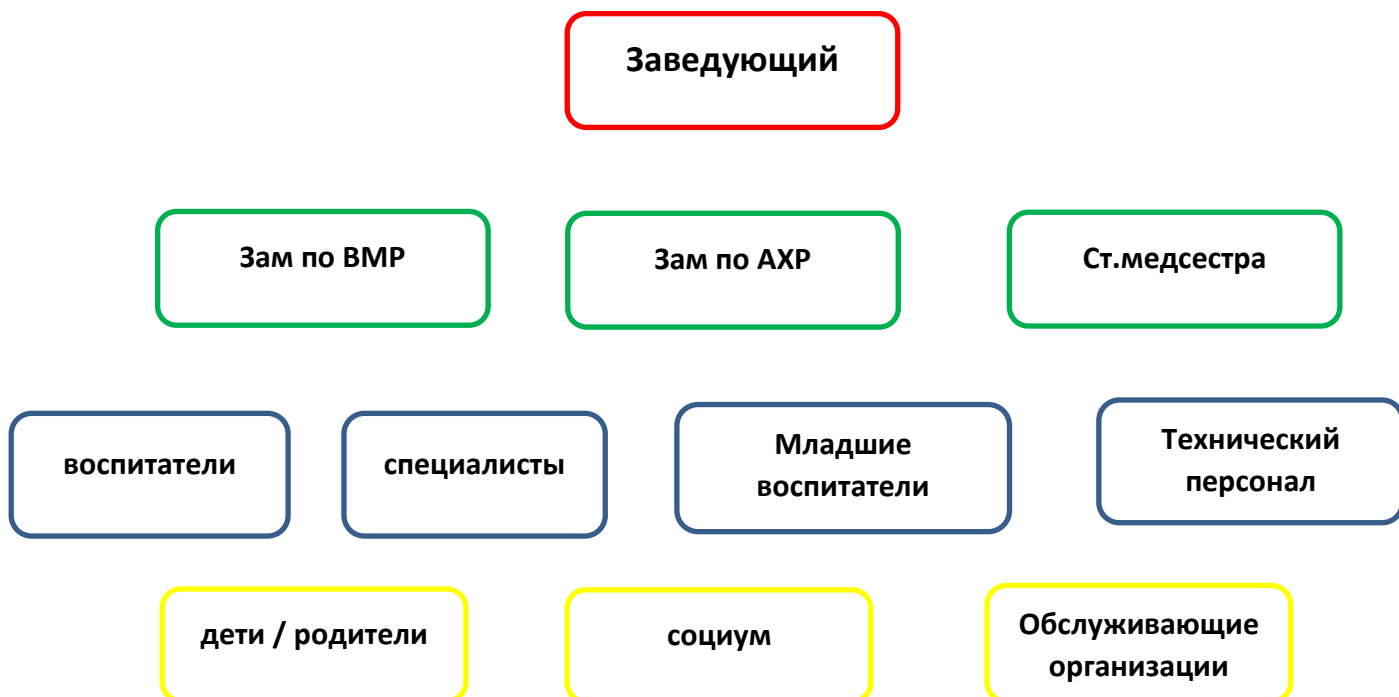 Заведующий
Зам по ВМР
Зам по АХР
Ст.медсестра
воспитатели
специалисты
Младшие
воспитатели
Технический
персонал
дети / родители
социум
Обслуживающие
организации